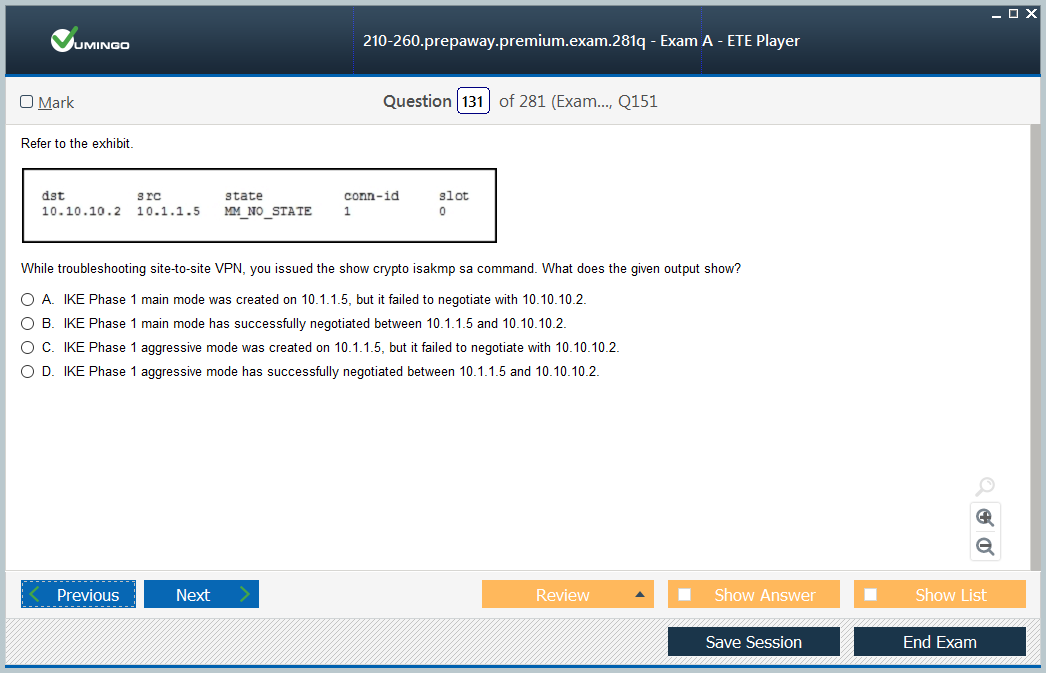 VUMINGO
210-260.prepaway.premium.exam.281q - Exam A - ETE Player
Mark
Question 131 of 281 (Exam..., Q151
Refer to the exhibit.
dst src state conn-id slot
10.10.10.2 10.1.1.5 MM_NO_STATE 1 0
While troubleshooting site-to-site VPN, you issued the show crypto isakmp sa command. What does the given output show?
A. IKE Phase 1 main mode was created on 10.1.1.5, but it failed to negotiate with 10.10.10.2.
B. IKE Phase 1 main mode has successfully negotiated between 10.1.1.5 and 10.10.10.2.
C. IKE Phase 1 aggressive mode was created on 10.1.1.5, but it failed to negotiate with 10.10.10.2.
D. IKE Phase 1 aggressive mode has successfully negotiated between 10.1.1.5 and 10.10.10.2.
Previous Next Review Show Answer Show List
Save Session End Exam